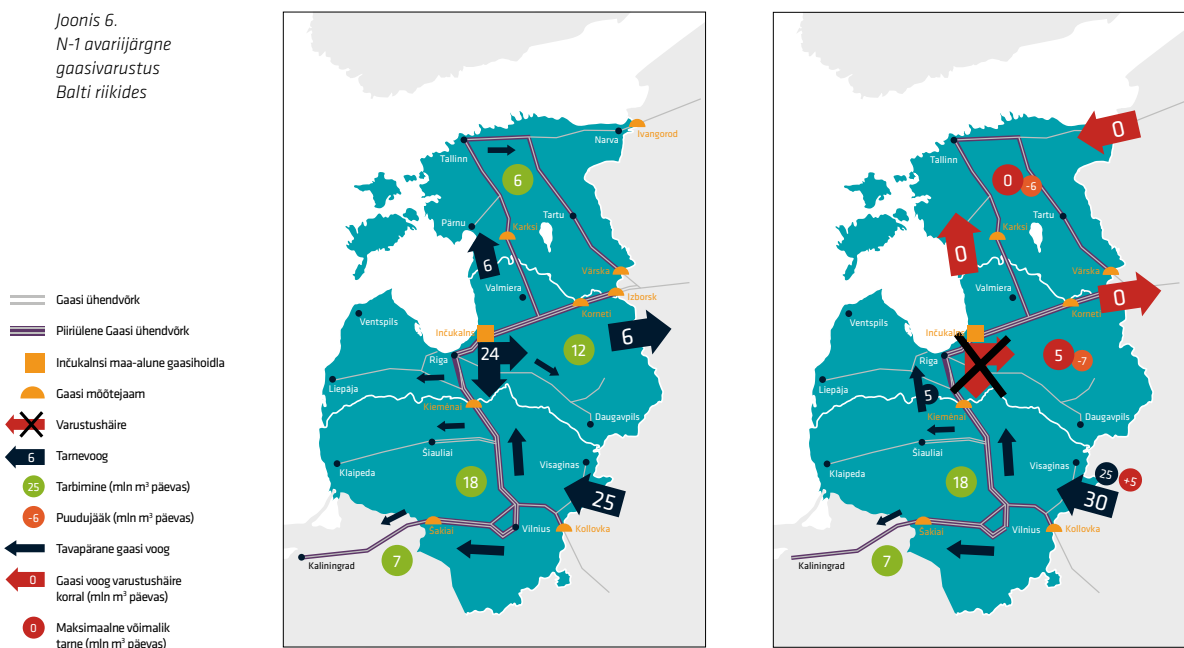 Joonis 6.
N-1 avariijärgne
gaasivarustus
Balti riikides
Gaasi ühendvõrk
Piiriülene Gaasi ühendvõrk
Inčukalnsi maa-alune gaasihoidla
Gaasi mõõtejaam
Varustushäire
6 Tarnevoog
25 Tarbimine (mln m³ päevas)
-6 Puudujääk (mln m³ päevas)
Tavapärane gaasi voog
0 Gaasi voog varustushäire
korral (mln m³ päevas)
0 Maksimaalne võimalik
tarne (mln m³ päevas)
Ivangorod
Narva
Tallinn
6
Tartu
Pärnu
Karksi
6
Värska
Valmiera
Izborsk
Korneti
Ventspils
Inčukalns
6
Riga
24
12
Liepāja
Kiemėnai
Daugavpils
Šiauliai
Klaipeda
Visaginas
18
25
Šakiai
Vilnius
Kollovka
Kaliningrad
7
0
Tallinn
0
-6
Tartu
Pärnu
Karksi
0
Värska
Valmiera
0
Korneti
Ventspils
Inčukalns
Riga
5
-7
Liepāja
5
Kiemėnai
Daugavpils
Šiauliai
Klaipeda
Visaginas
25
+5
18
30
Šakiai
Vilnius
Kollovka
Kaliningrad
7